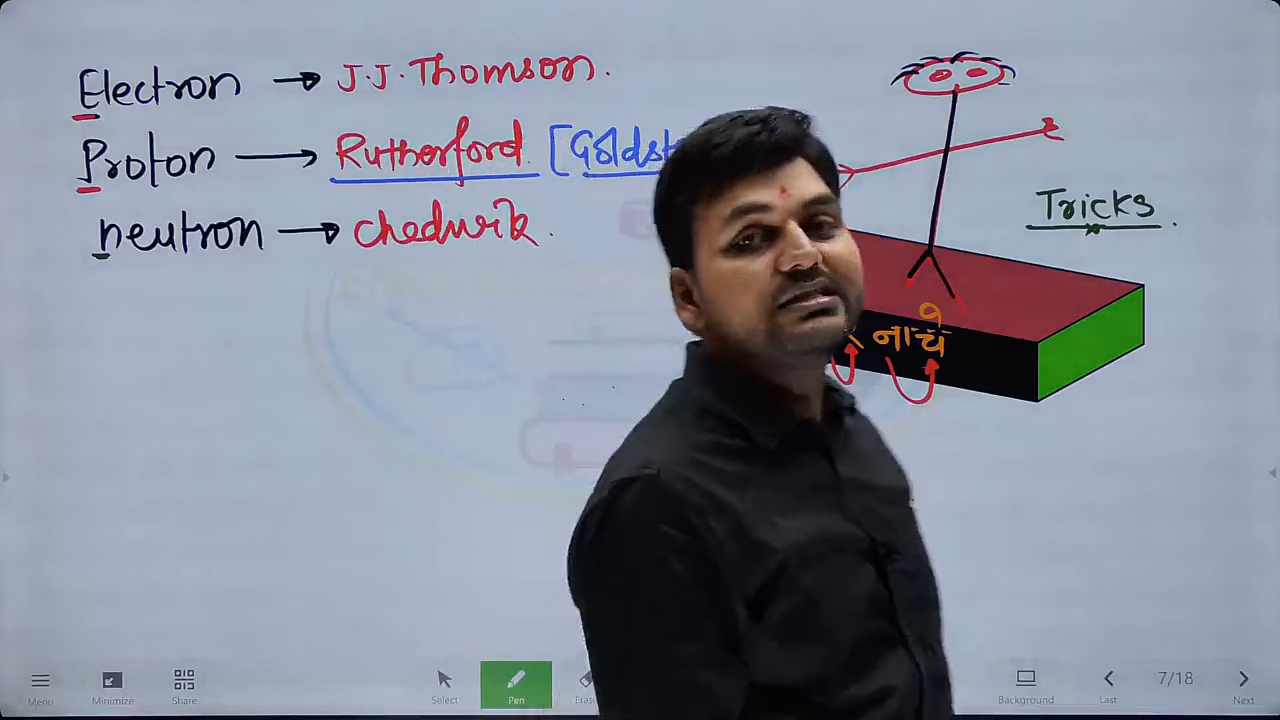 Electron → J.J. Thomson.
Proton → Rutherford. [Goldst
neutron → chedwik.
Tricks.
नाचे
Menu
Minimize
Share
Select
Pen
Background
Last
7/18
Next